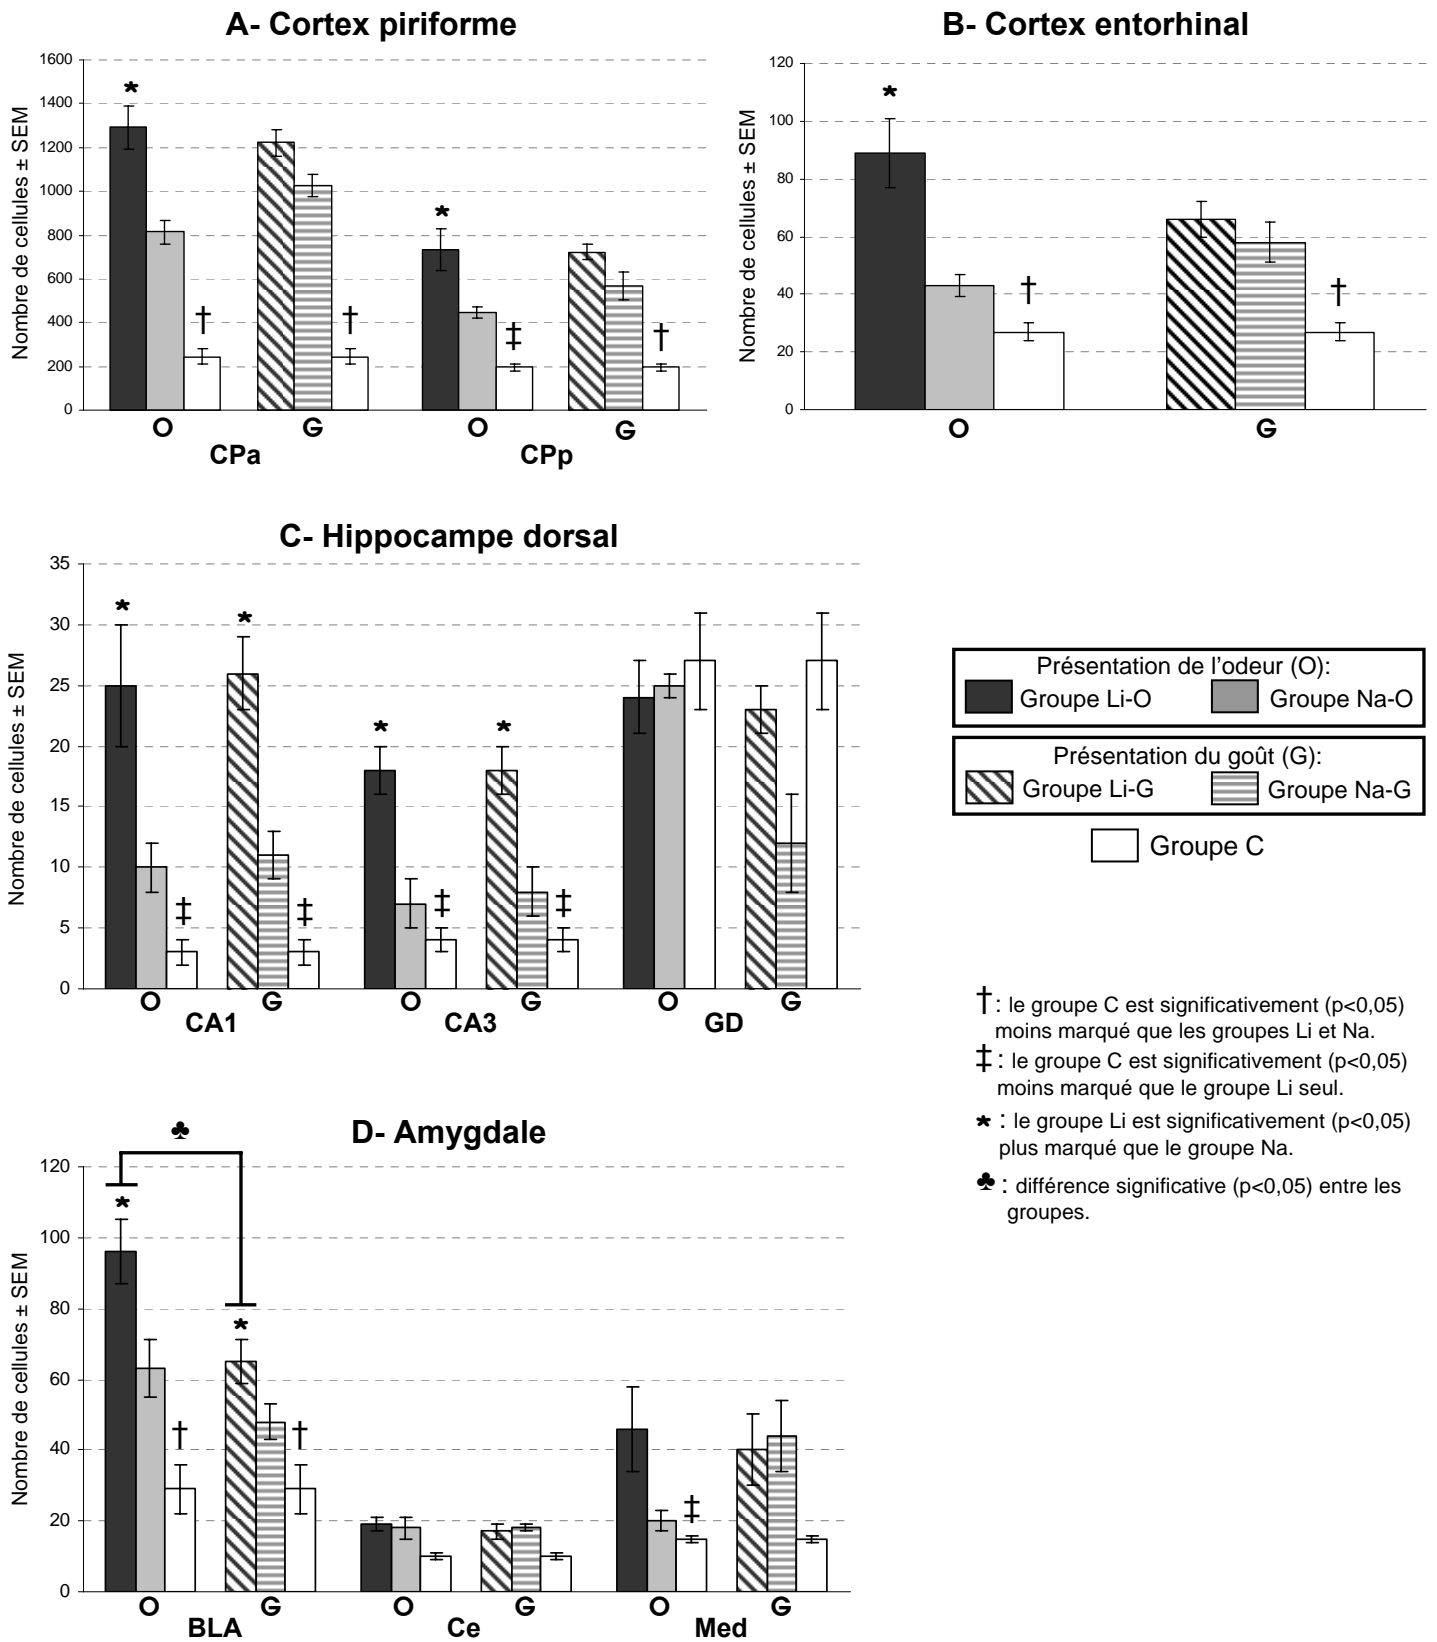 A- Cortex piriforme
Nombre de cellules ± SEM
1600
1400
1200
1000
800
600
400
200
0
* † † * ‡ †
O G O G
CPa CPp
B- Cortex entorhinal
Nombre de cellules ± SEM
120
100
80
60
40
20
0
* † †
O G
C- Hippocampe dorsal
Nombre de cellules ± SEM
35
30
25
20
15
10
5
0
* ‡ * ‡ * ‡ * ‡
O G O G O G
CA1 CA3 GD
Présentation de l'odeur (O):
Groupe Li-O Groupe Na-O
Présentation du goût (G):
Groupe Li-G Groupe Na-G
Groupe C
† : le groupe C est significativement (p<0,05)
moins marqué que les groupes Li et Na.
‡ : le groupe C est significativement (p<0,05)
moins marqué que le groupe Li seul.
* : le groupe Li est significativement (p<0,05)
plus marqué que le groupe Na.
♣ : différence significative (p<0,05) entre les
groupes.
D- Amygdale
Nombre de cellules ± SEM
120
100
80
60
40
20
0
♣
* † * † ‡
O G O G O G
BLA Ce Med